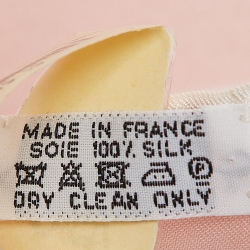 MADE IN FRANCE
SOIE 100% SILK
P
DRY CLEAN ONLY